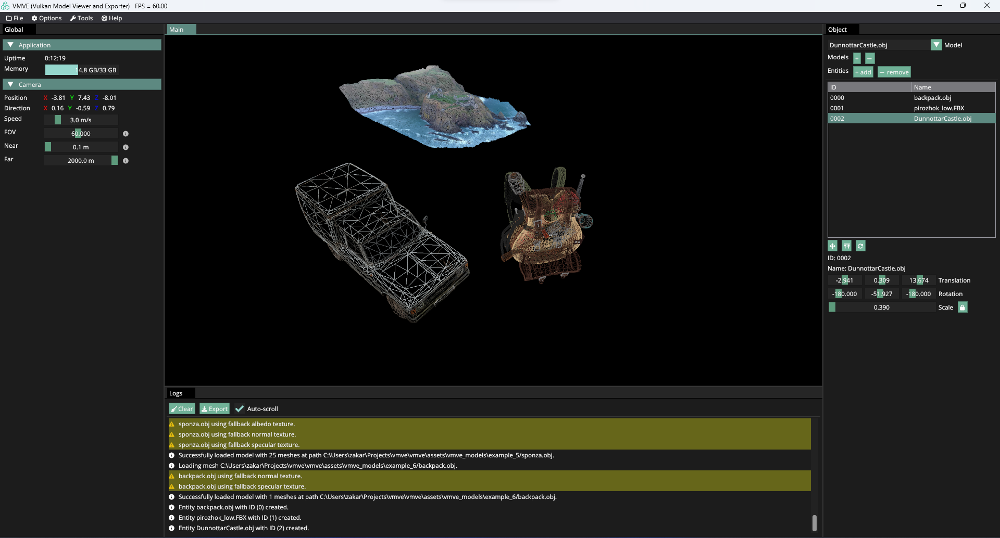 VMVE (Vulkan Model Viewer and Exporter) FPS = 60.00
File Options Tools Help
Global
Application
Uptime 0:12:19
Memory 14.8 GB/33 GB
Camera
Position X -3.81 Y 7.43 Z -8.01
Direction X 0.16 Y -0.59 Z 0.79
Speed 3.0 m/s
FOV 60.000
Near 0.1 m
Far 2000.0 m
Main
Logs
Clear Export Auto-scroll
sponza.obj using fallback albedo texture.
sponza.obj using fallback normal texture.
sponza.obj using fallback specular texture.
Successfully loaded model with 25 meshes at path C:\Users\zakar\Projects\vmve\vmve\assets\vmve_models\example_5/sponza.obj.
Loading mesh C:\Users\zakar\Projects\vmve\vmve\assets\vmve_models\example_6/backpack.obj.
backpack.obj using fallback normal texture.
backpack.obj using fallback specular texture.
Successfully loaded model with 1 meshes at path C:\Users\zakar\Projects\vmve\vmve\assets\vmve_models\example_6/backpack.obj.
Entity backpack.obj with ID (0) created.
Entity pirozhok_low.FBX with ID (1) created.
Entity DunnottarCastle.obj with ID (2) created.
Object
DunnottarCastle.obj Model
Models + −
Entities + add − remove
ID Name
0000 backpack.obj
0001 pirozhok_low.FBX
0002 DunnottarCastle.obj
ID: 0002
Name: DunnottarCastle.obj
-2.941 0.309 13.674 Translation
-180.000 -51.927 -180.000 Rotation
0.390 Scale